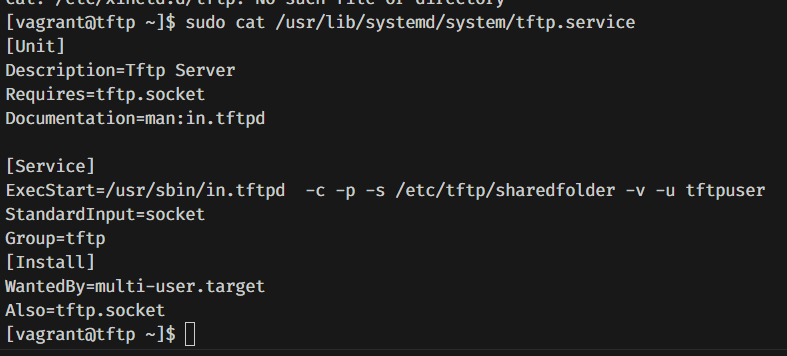 cat: /etc/xinetd.d/tftp: No such file or directory
[vagrant@tftp ~]$ sudo cat /usr/lib/systemd/system/tftp.service
[Unit]
Description=Tftp Server
Requires=tftp.socket
Documentation=man:in.tftpd

[Service]
ExecStart=/usr/sbin/in.tftpd  -c -p -s /etc/tftp/sharedfolder -v -u tftpuser
StandardInput=socket
Group=tftp
[Install]
WantedBy=multi-user.target
Also=tftp.socket
[vagrant@tftp ~]$